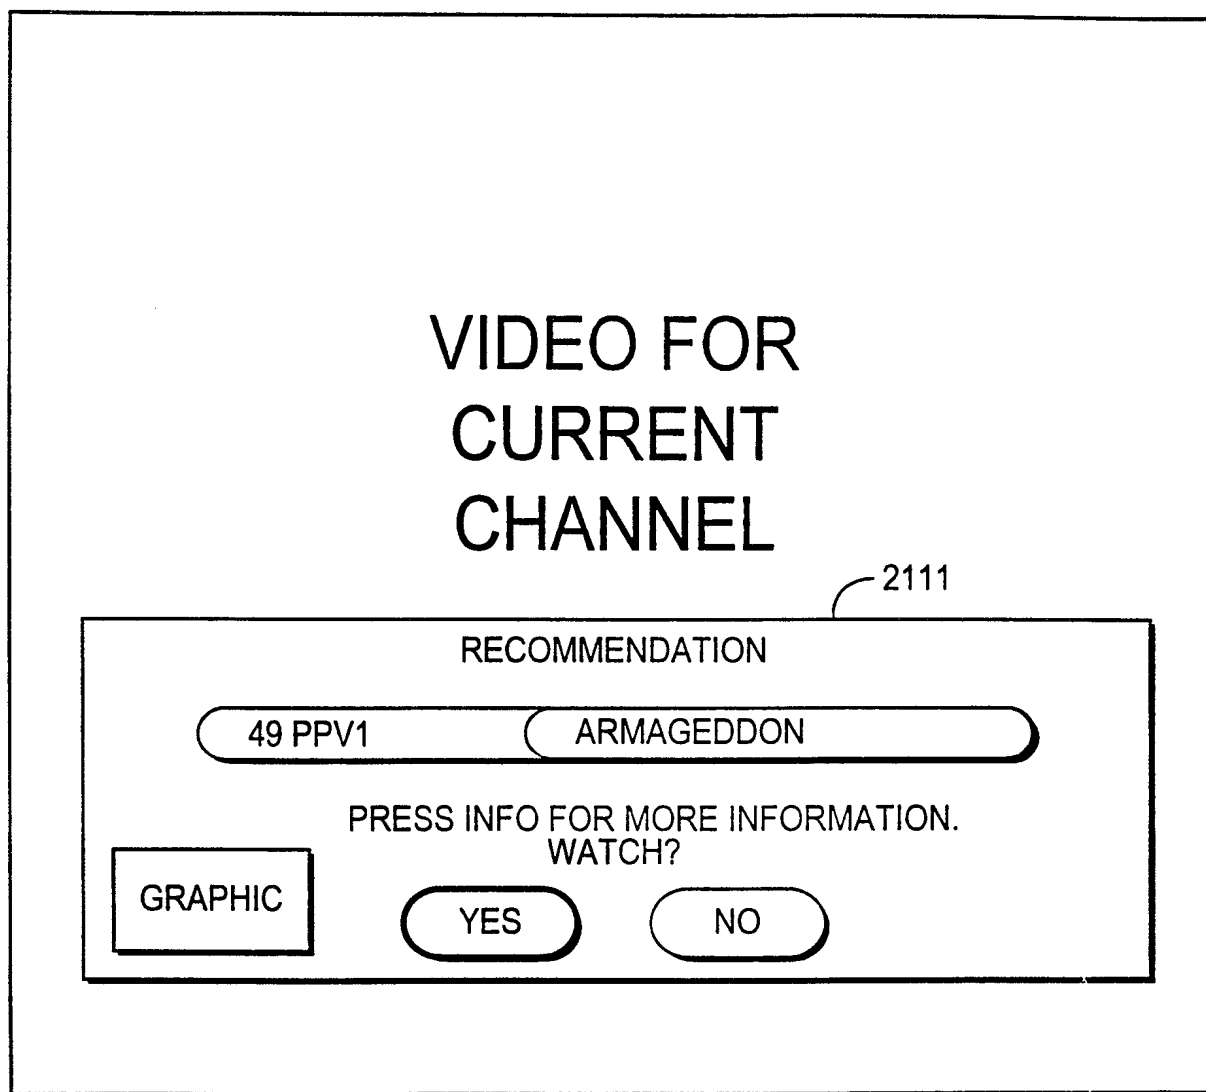 VIDEO FOR
CURRENT
CHANNEL
2111
RECOMMENDATION
49 PPV1 ARMAGEDDON
PRESS INFO FOR MORE INFORMATION.
WATCH?
GRAPHIC YES NO